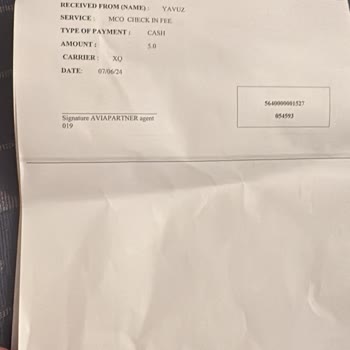 RECEIVED FROM (NAME) : YAVUZ
SERVICE : MCO CHECK IN FEE
TYPE OF PAYMENT : CASH
AMOUNT : 5.0
CARRIER : XQ
DATE: 07/06/24
5640000001527
054593
Signature AVIAPARTNER agent
019